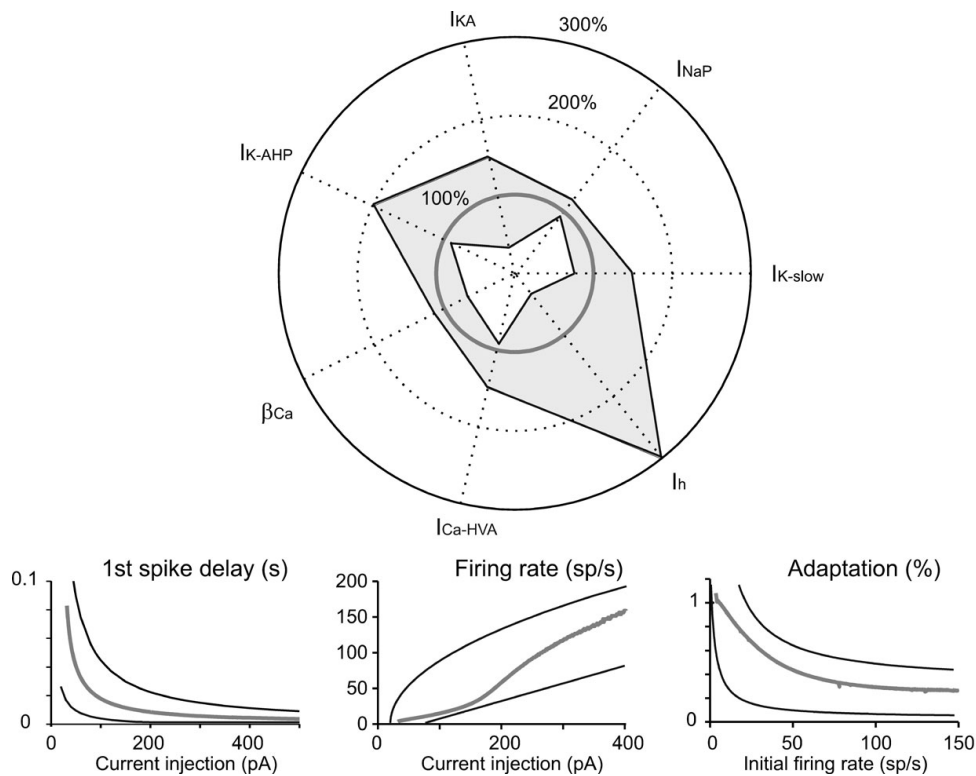 300%
IKA
INaP
200%
IK-AHP
100%
IK-slow
βCa
Ih
ICa-HVA
1st spike delay (s)
0.1
0
200
400
Current injection (pA)
Firing rate (sp/s)
200
150
100
50
0
0
200
400
Current injection (pA)
Adaptation (%)
1
0
0
50
100
150
Initial firing rate (sp/s)